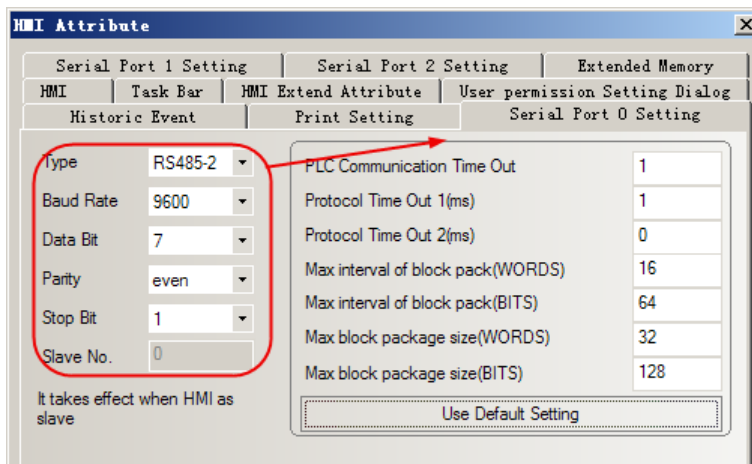 HMI Attribute
Serial Port 1 Setting Serial Port 2 Setting Extended Memory
HMI Task Bar HMI Extend Attribute User permission Setting Dialog
Historic Event Print Setting Serial Port 0 Setting
Type RS485-2
Baud Rate 9600
Data Bit 7
Parity even
Stop Bit 1
Slave No. 0
It takes effect when HMI as
slave
PLC Communication Time Out 1
Protocol Time Out 1(ms) 1
Protocol Time Out 2(ms) 0
Max interval of block pack(WORDS) 16
Max interval of block pack(BITS) 64
Max block package size(WORDS) 32
Max block package size(BITS) 128
Use Default Setting